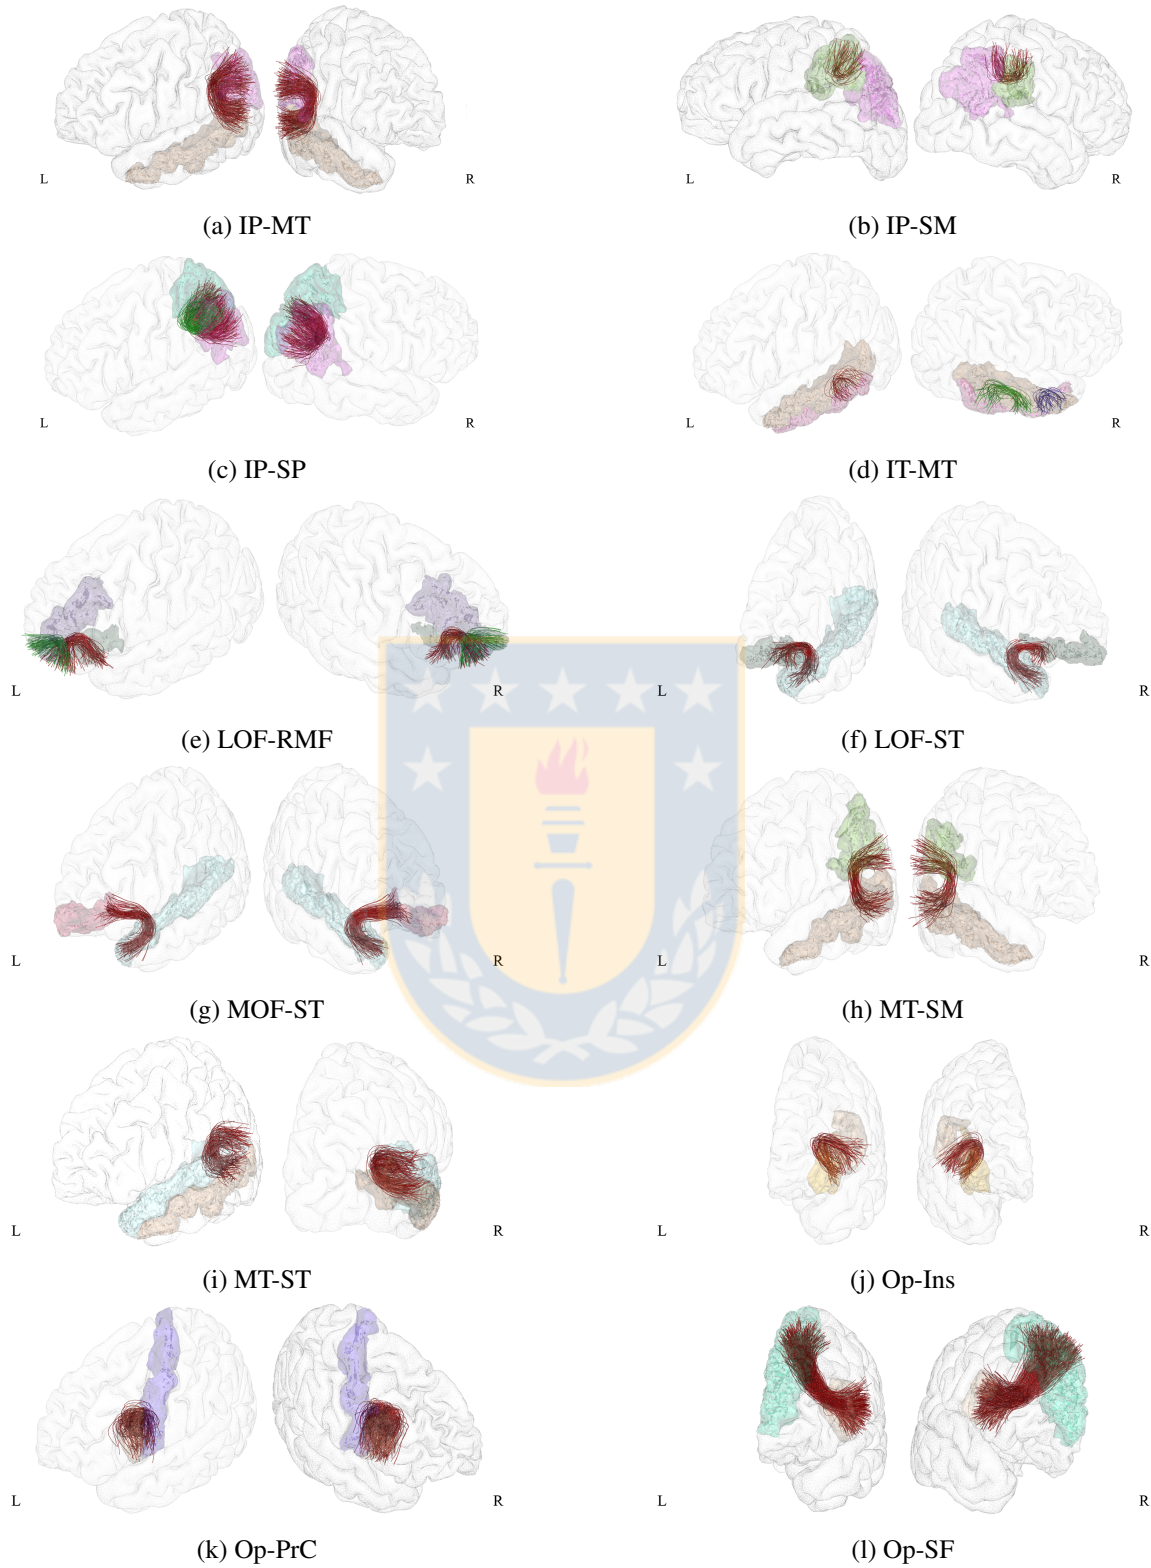 L R L R
(a) IP-MT (b) IP-SM
L R L R
(c) IP-SP (d) IT-MT
L R L R
(e) LOF-RMF (f) LOF-ST
L R L R
(g) MOF-ST (h) MT-SM
L R L R
(i) MT-ST (j) Op-Ins
L R L R
(k) Op-PrC (l) Op-SF